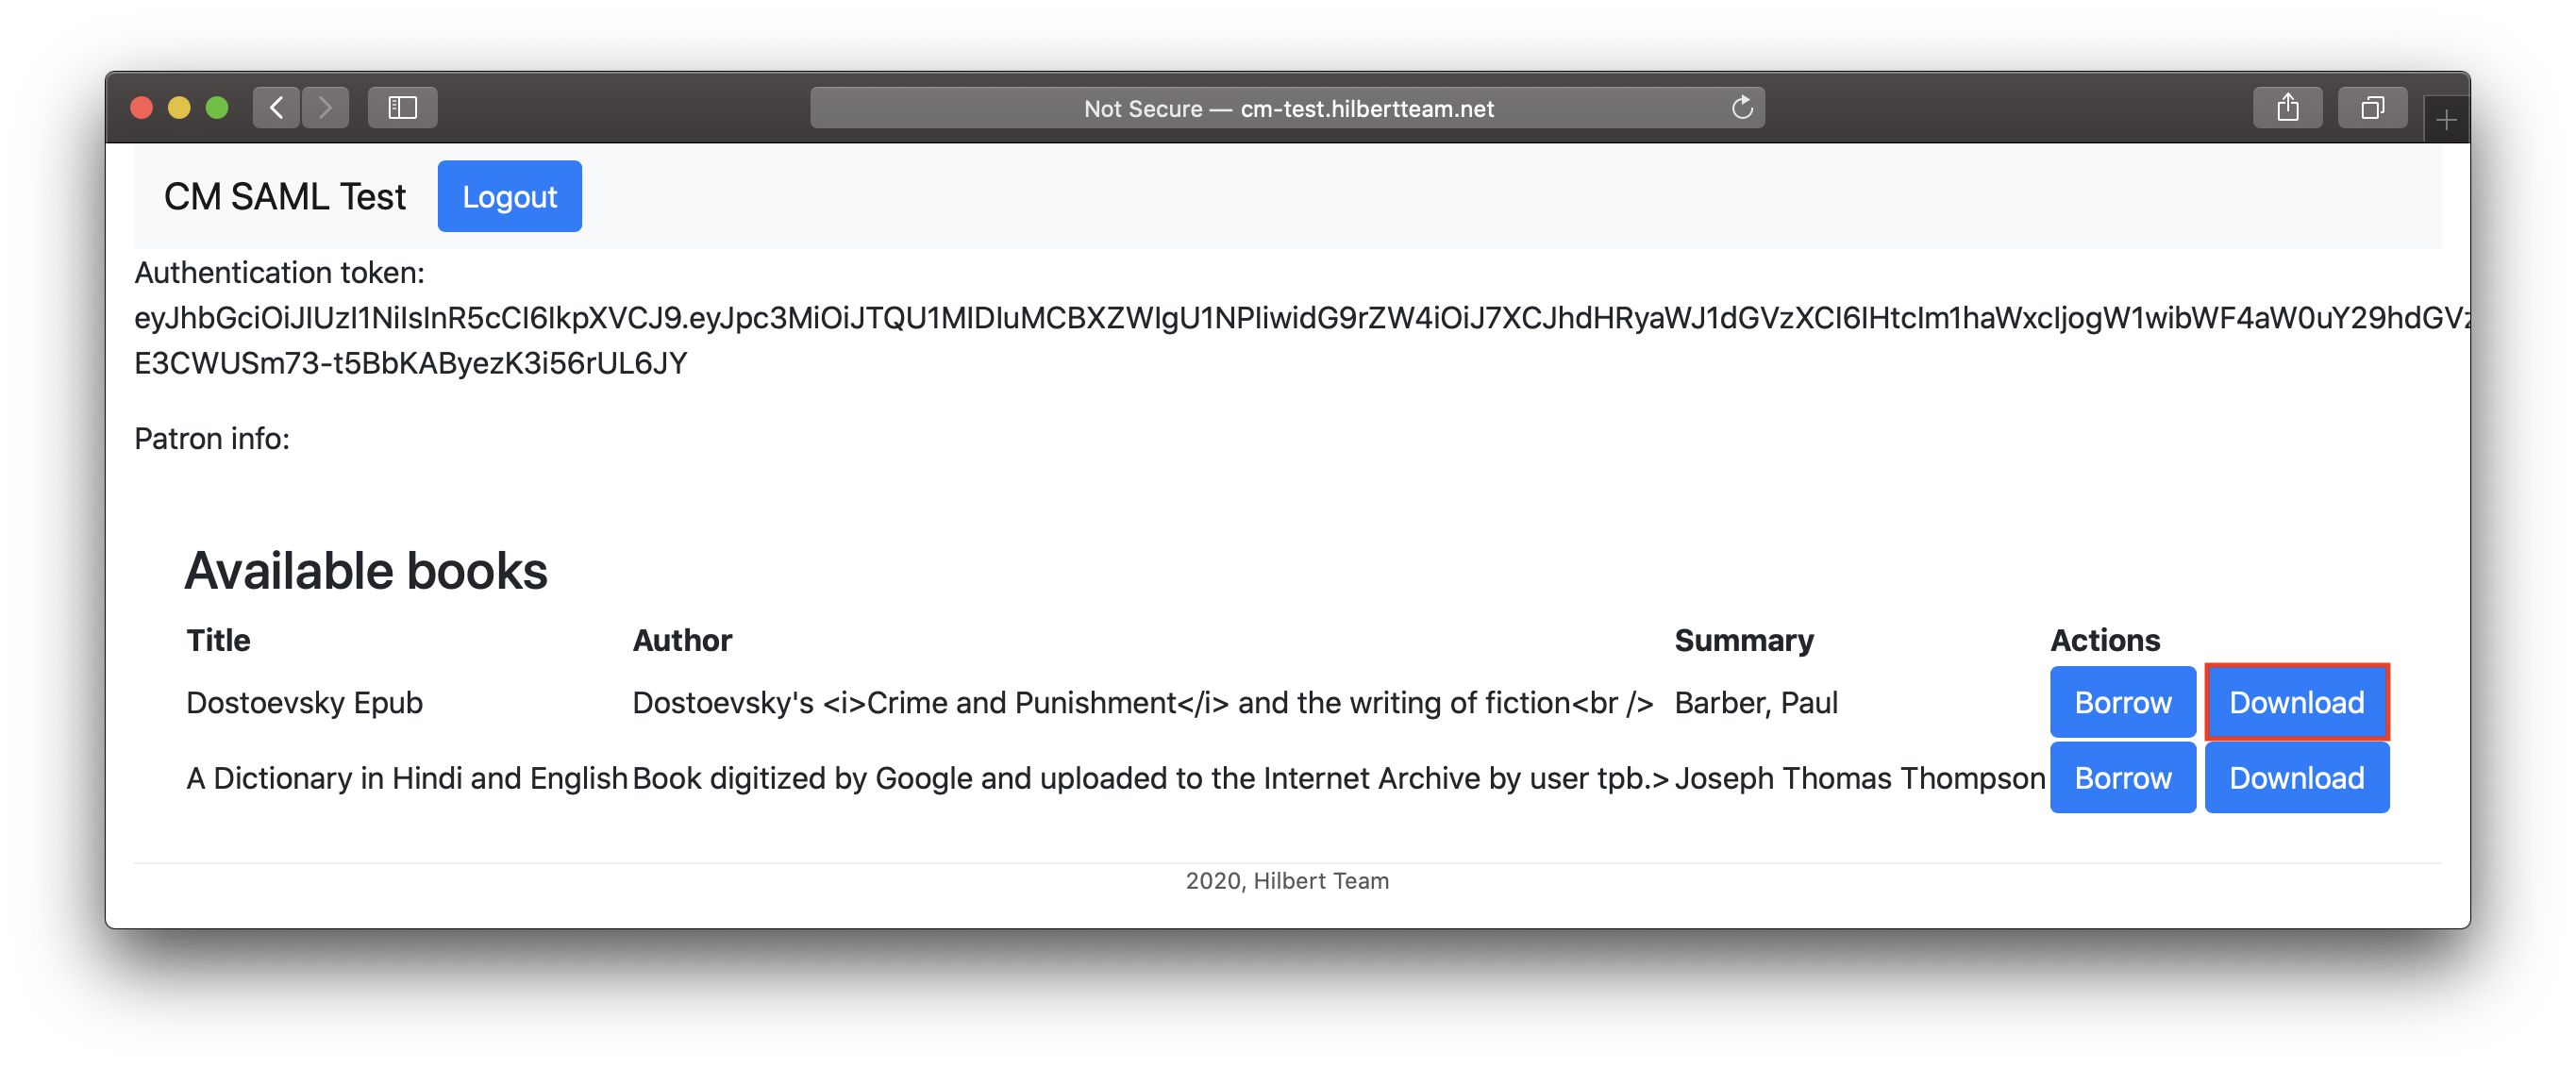 Not Secure — cm-test.hilbertteam.net
CM SAML Test Logout
Authentication token:
eyJhbGciOiJIUzI1NiIsInR5cCI6IkpXVCJ9.eyJpc3MiOiJTQU1MIDIuMCBXZWIgU1NPIiwidG9rZW4iOiJ7XCJhdHRyaWJ1dGVzXCI6IHtcIm1haWxcIjogW1wibWF4aW0uY29hdGVz
E3CWUSm73-t5BbKAByezK3i56rUL6JY
Patron info:
Available books
Title Author Summary Actions
Dostoevsky Epub Dostoevsky's <i>Crime and Punishment</i> and the writing of fiction<br /> Barber, Paul Borrow Download
A Dictionary in Hindi and English Book digitized by Google and uploaded to the Internet Archive by user tpb.> Joseph Thomas Thompson Borrow Download
2020, Hilbert Team